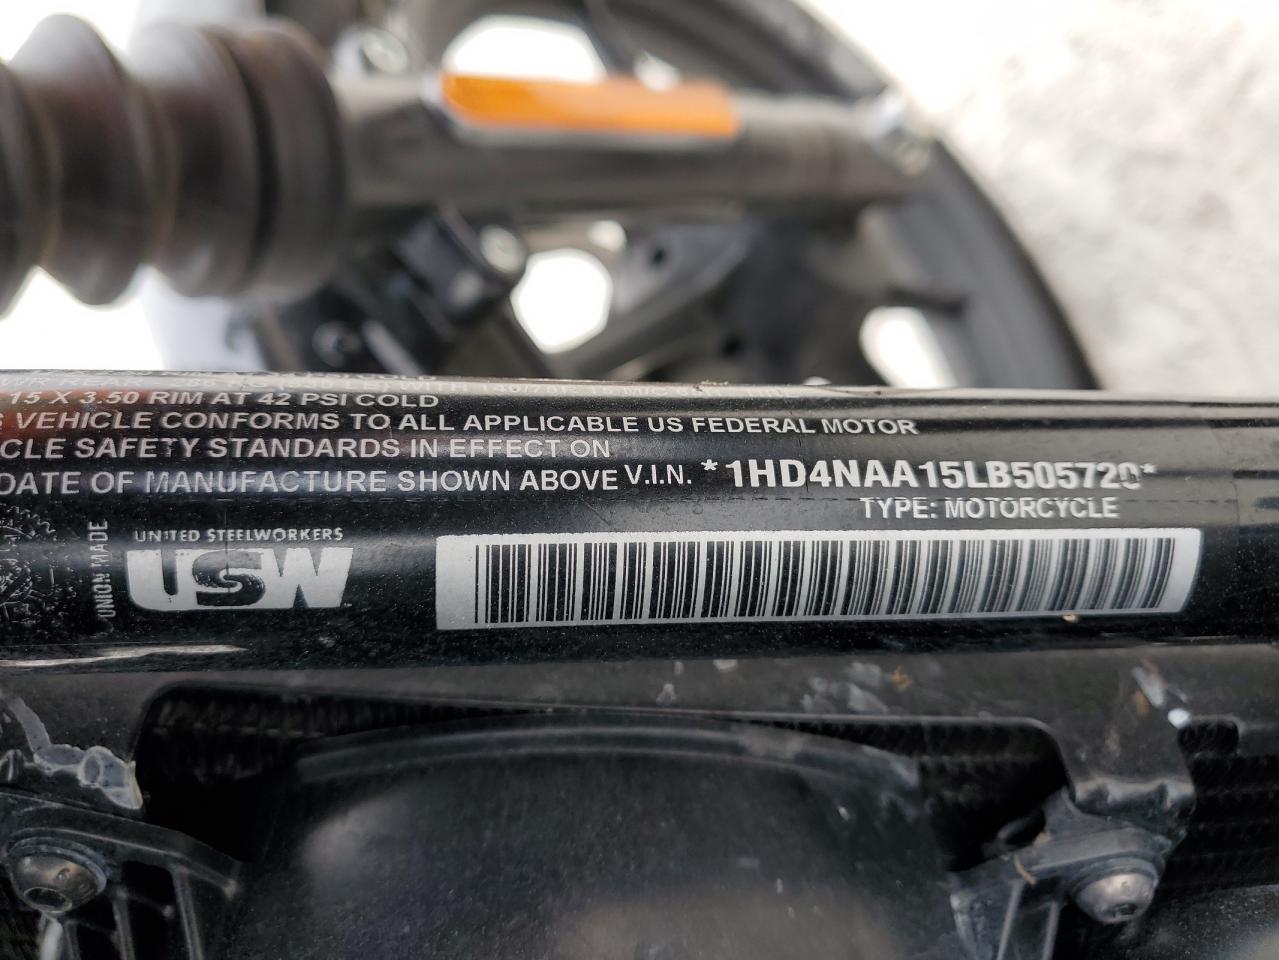 15 X 3.50 RIM AT 42 PSI COLD
VEHICLE CONFORMS TO ALL APPLICABLE US FEDERAL MOTOR
CLE SAFETY STANDARDS IN EFFECT ON
DATE OF MANUFACTURE SHOWN ABOVE V.I.N. *1HD4NAA15LB505720*
TYPE: MOTORCYCLE
UNION MADE
UNITED STEELWORKERS
USW